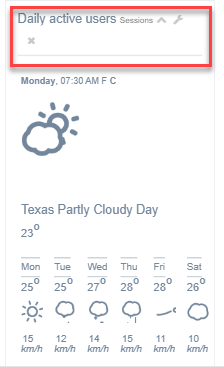 Daily active users Sessions
Monday, 07:30 AM F C
Texas Partly Cloudy Day
23°
Mon Tue Wed Thu Fri Sat
25° 25° 27° 28° 28° 26°
15 12 14 15 11 10
km/h km/h km/h km/h km/h km/h